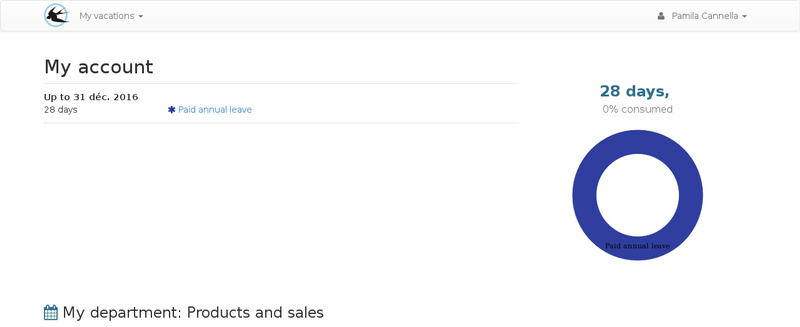 My vacations
Pamila Cannella
My account
Up to 31 déc. 2016
28 days
Paid annual leave
28 days,
0% consumed
Paid annual leave
My department: Products and sales